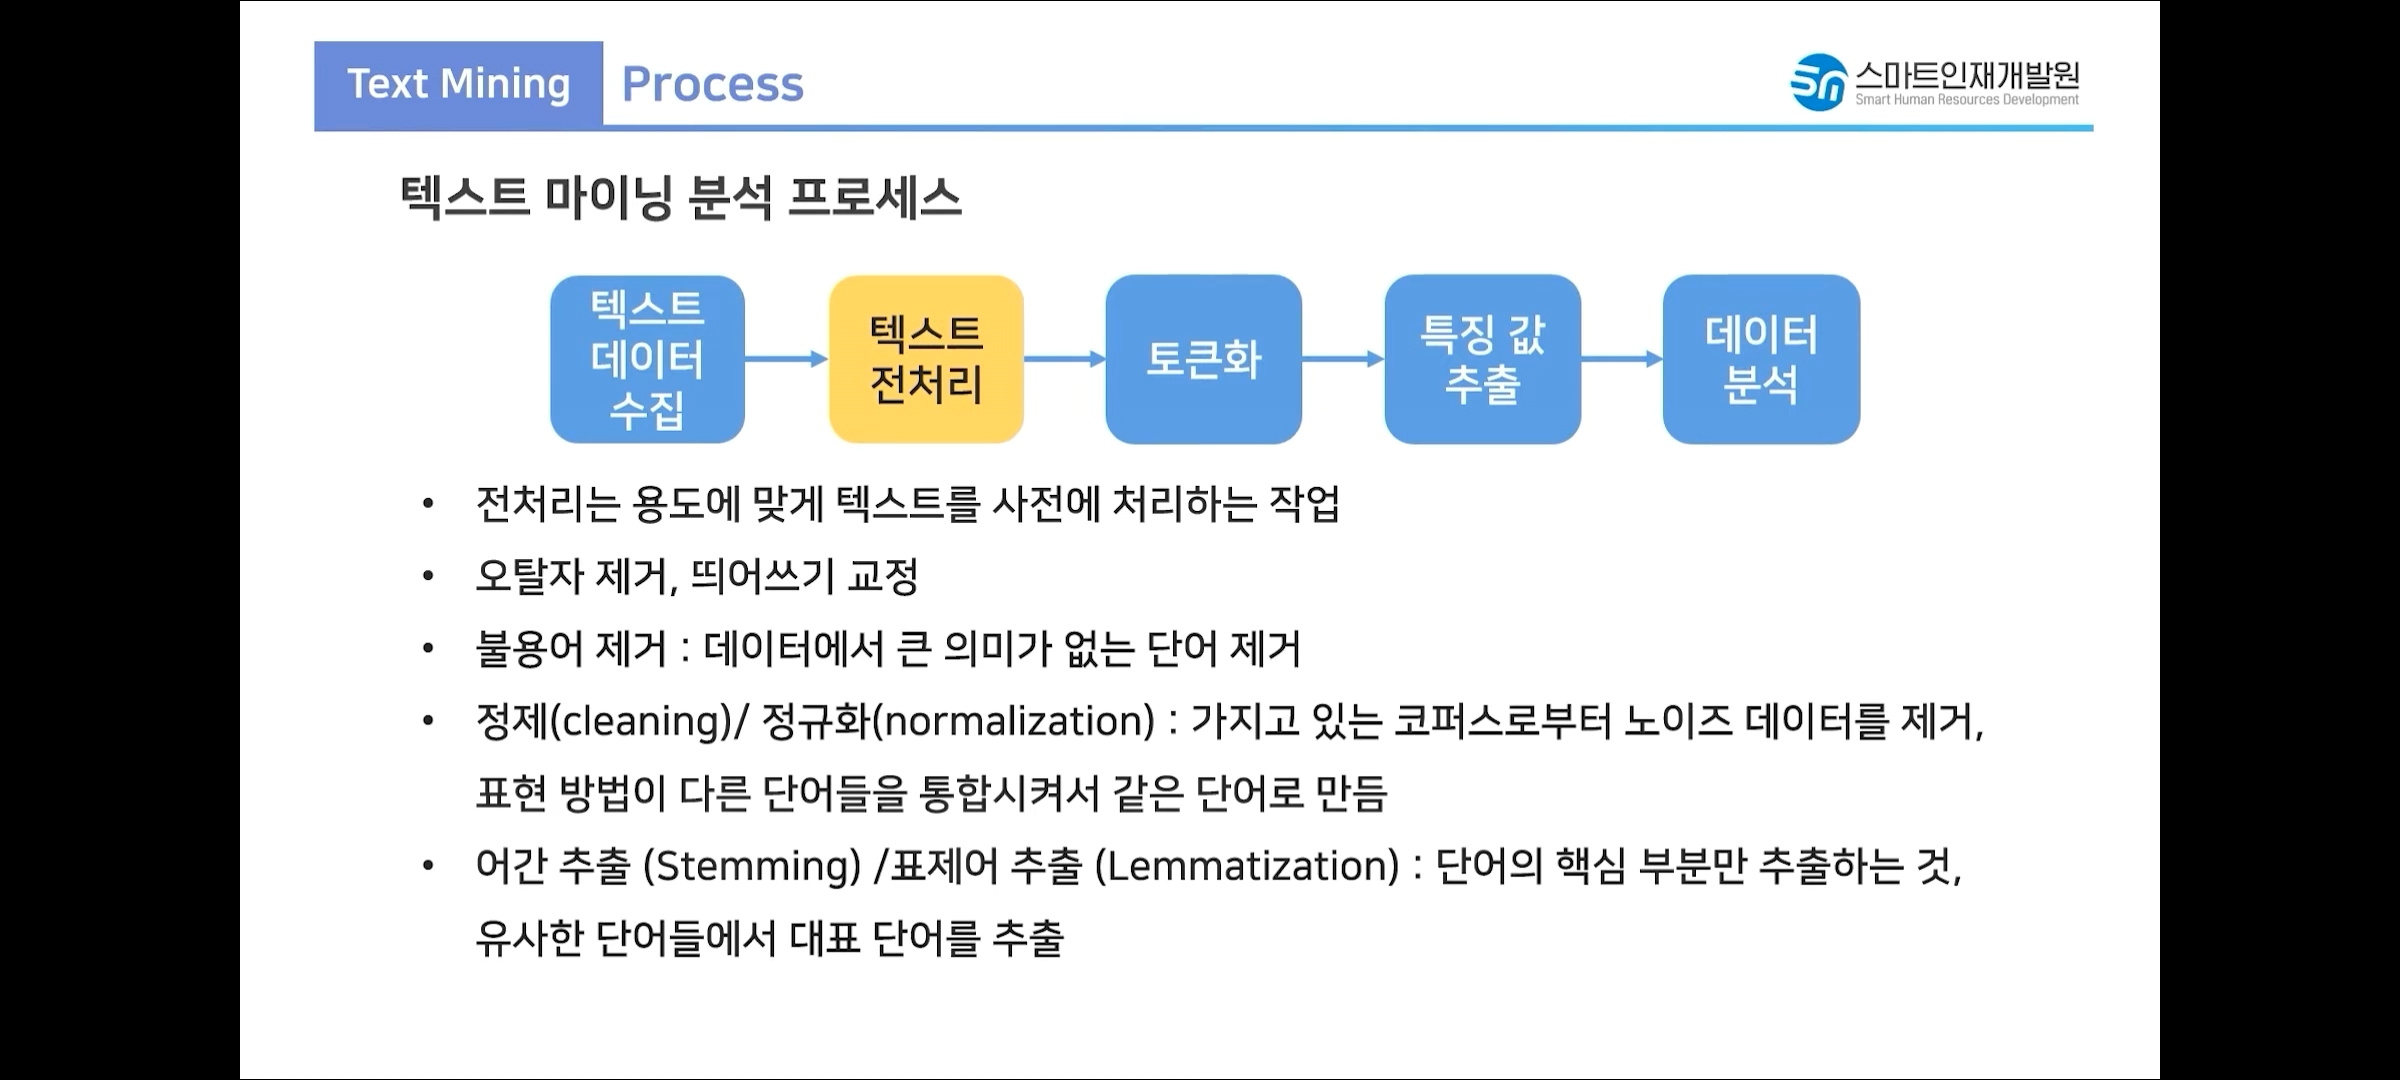 Text Mining Process
스마트인재개발원
Smart Human Resources Development
텍스트 마이닝 분석 프로세스
텍스트
데이터
수집
텍스트
전처리
토큰화
특징 값
추출
데이터
분석
• 전처리는 용도에 맞게 텍스트를 사전에 처리하는 작업
• 오탈자 제거, 띄어쓰기 교정
• 불용어 제거 : 데이터에서 큰 의미가 없는 단어 제거
• 정제(cleaning)/ 정규화(normalization) : 가지고 있는 코퍼스로부터 노이즈 데이터를 제거,
표현 방법이 다른 단어들을 통합시켜서 같은 단어로 만듬
• 어간 추출 (Stemming) /표제어 추출 (Lemmatization) : 단어의 핵심 부분만 추출하는 것,
유사한 단어들에서 대표 단어를 추출